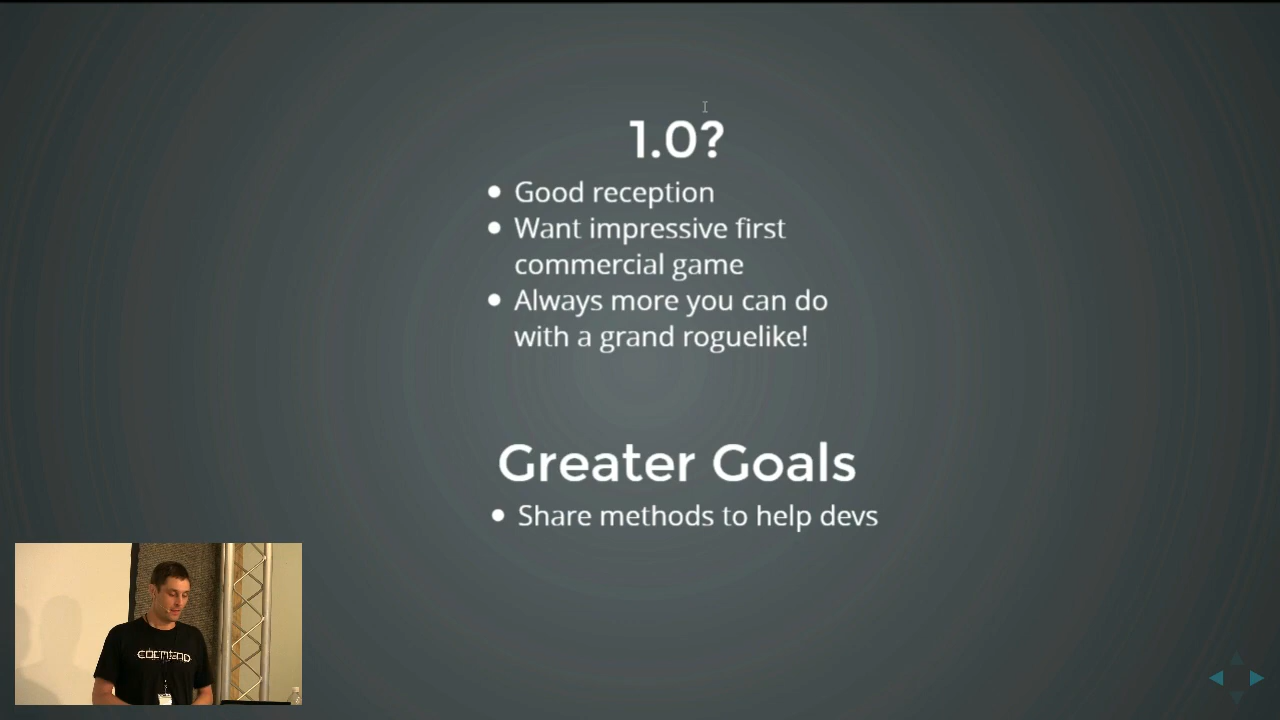 1.0?
Good reception
Want impressive first
commercial game
Always more you can do
with a grand roguelike!
Greater Goals
Share methods to help devs